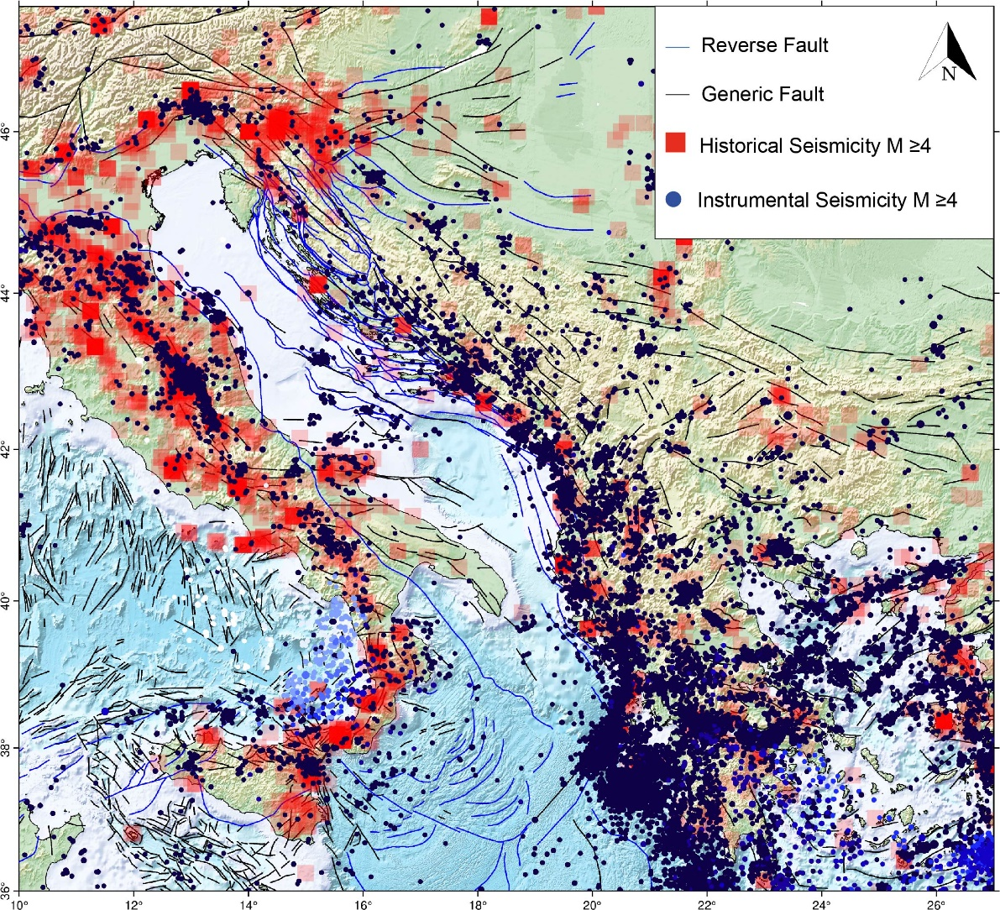 Reverse Fault
N
Generic Fault
Historical Seismicity M ≥4
Instrumental Seismicity M ≥4
46°
44°
42°
40°
38°
36°
10° 12° 14° 16° 18° 20° 22° 24° 26°